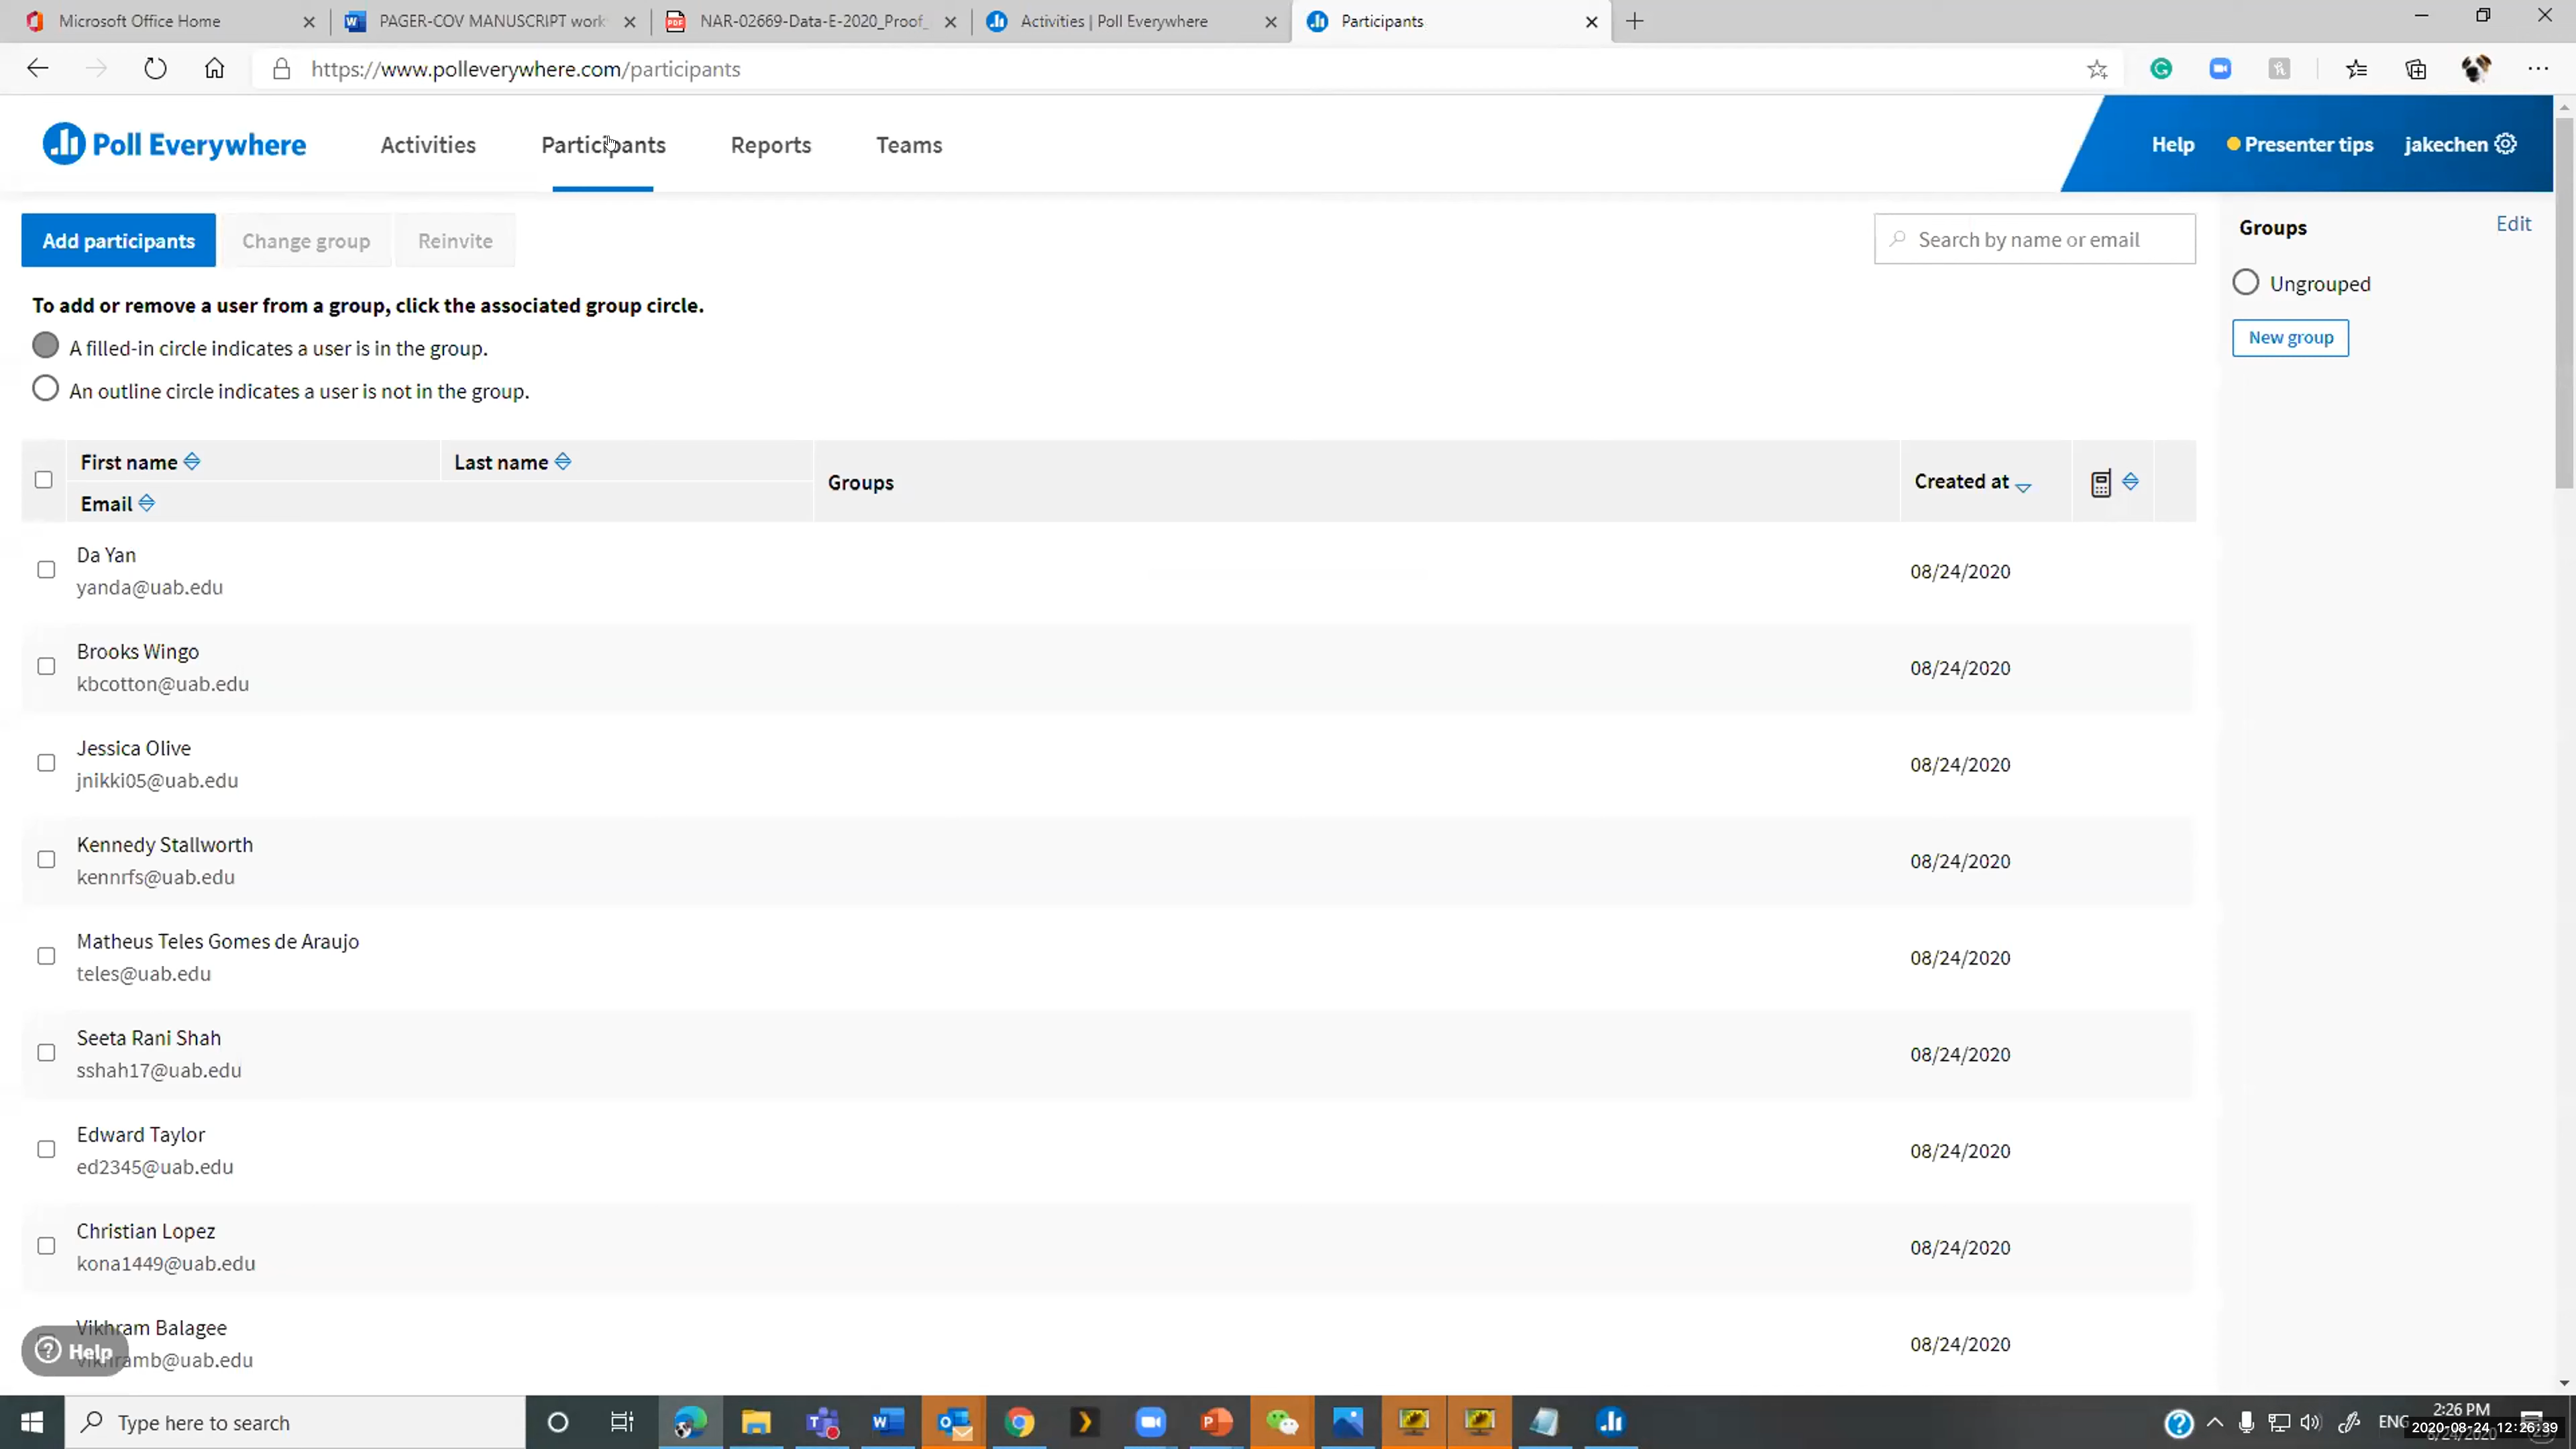 Microsoft Office Home
PAGER-COV MANUSCRIPT work
NAR-02669-Data-E-2020_Proof_
Activities | Poll Everywhere
Participants
https://www.polleverywhere.com/participants
Poll Everywhere
Activities
Participants
Reports
Teams
Help
Presenter tips
jakechen
Add participants
Change group
Reinvite
Search by name or email
Groups
Edit
To add or remove a user from a group, click the associated group circle.
Ungrouped
A filled-in circle indicates a user is in the group.
New group
An outline circle indicates a user is not in the group.
First name
Last name
Email
Groups
Created at
Da Yan
yanda@uab.edu
08/24/2020
Brooks Wingo
kbcotton@uab.edu
08/24/2020
Jessica Olive
jnikki05@uab.edu
08/24/2020
Kennedy Stallworth
kennrfs@uab.edu
08/24/2020
Matheus Teles Gomes de Araujo
teles@uab.edu
08/24/2020
Seeta Rani Shah
sshah17@uab.edu
08/24/2020
Edward Taylor
ed2345@uab.edu
08/24/2020
Christian Lopez
kona1449@uab.edu
08/24/2020
Vikhram Balagee
vikhramb@uab.edu
08/24/2020
Help
Type here to search
ENG
2:26 PM
2020-08-24 12:26:39